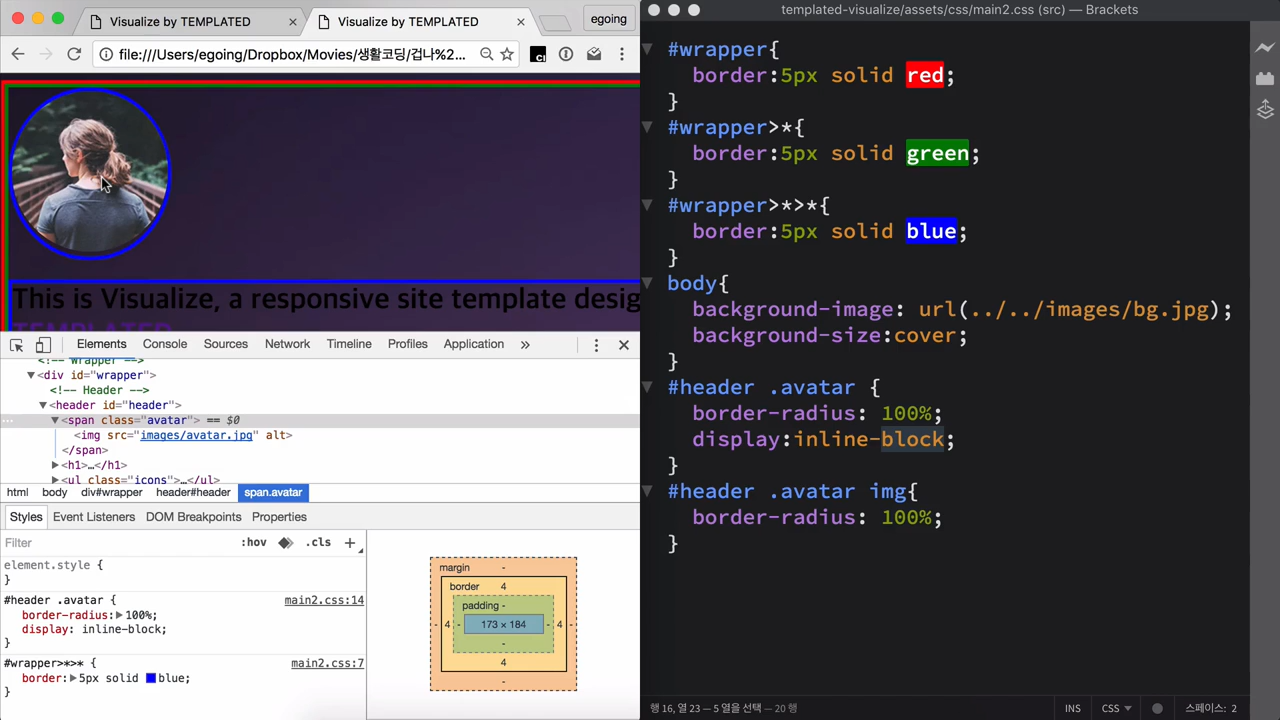 Visualize by TEMPLATED
Visualize by TEMPLATED
egoing
file:///Users/egoing/Dropbox/Movies/생활코딩/겁나%2...
This is Visualize, a responsive site template desig
TEMPLATED
Elements Console Sources Network Timeline Profiles Application »
<!-- Wrapper -->
<div id="wrapper">
<!-- Header -->
<header id="header">
<span class="avatar"> == $0
<img src="images/avatar.jpg" alt>
</span>
<h1>…</h1>
<ul class="icons">…</ul>
html body div#wrapper header#header span.avatar
Styles Event Listeners DOM Breakpoints Properties
Filter :hov .cls +
element.style {
}
#header .avatar { main2.css:14
border-radius: 100%;
display: inline-block;
}
#wrapper>*>* { main2.css:7
border: 5px solid blue;
}
margin -
border 4
padding -
- 4 - 173 × 184 - 4 -
-
4
-
templated-visualize/assets/css/main2.css (src) — Brackets
#wrapper{
border:5px solid red;
}
#wrapper>*{
border:5px solid green;
}
#wrapper>*>*{
border:5px solid blue;
}
body{
background-image: url(../../images/bg.jpg);
background-size:cover;
}
#header .avatar {
border-radius: 100%;
display:inline-block;
}
#header .avatar img{
border-radius: 100%;
}
행 16, 열 23 — 5 열을 선택 — 20 행 INS CSS 스페이스: 2